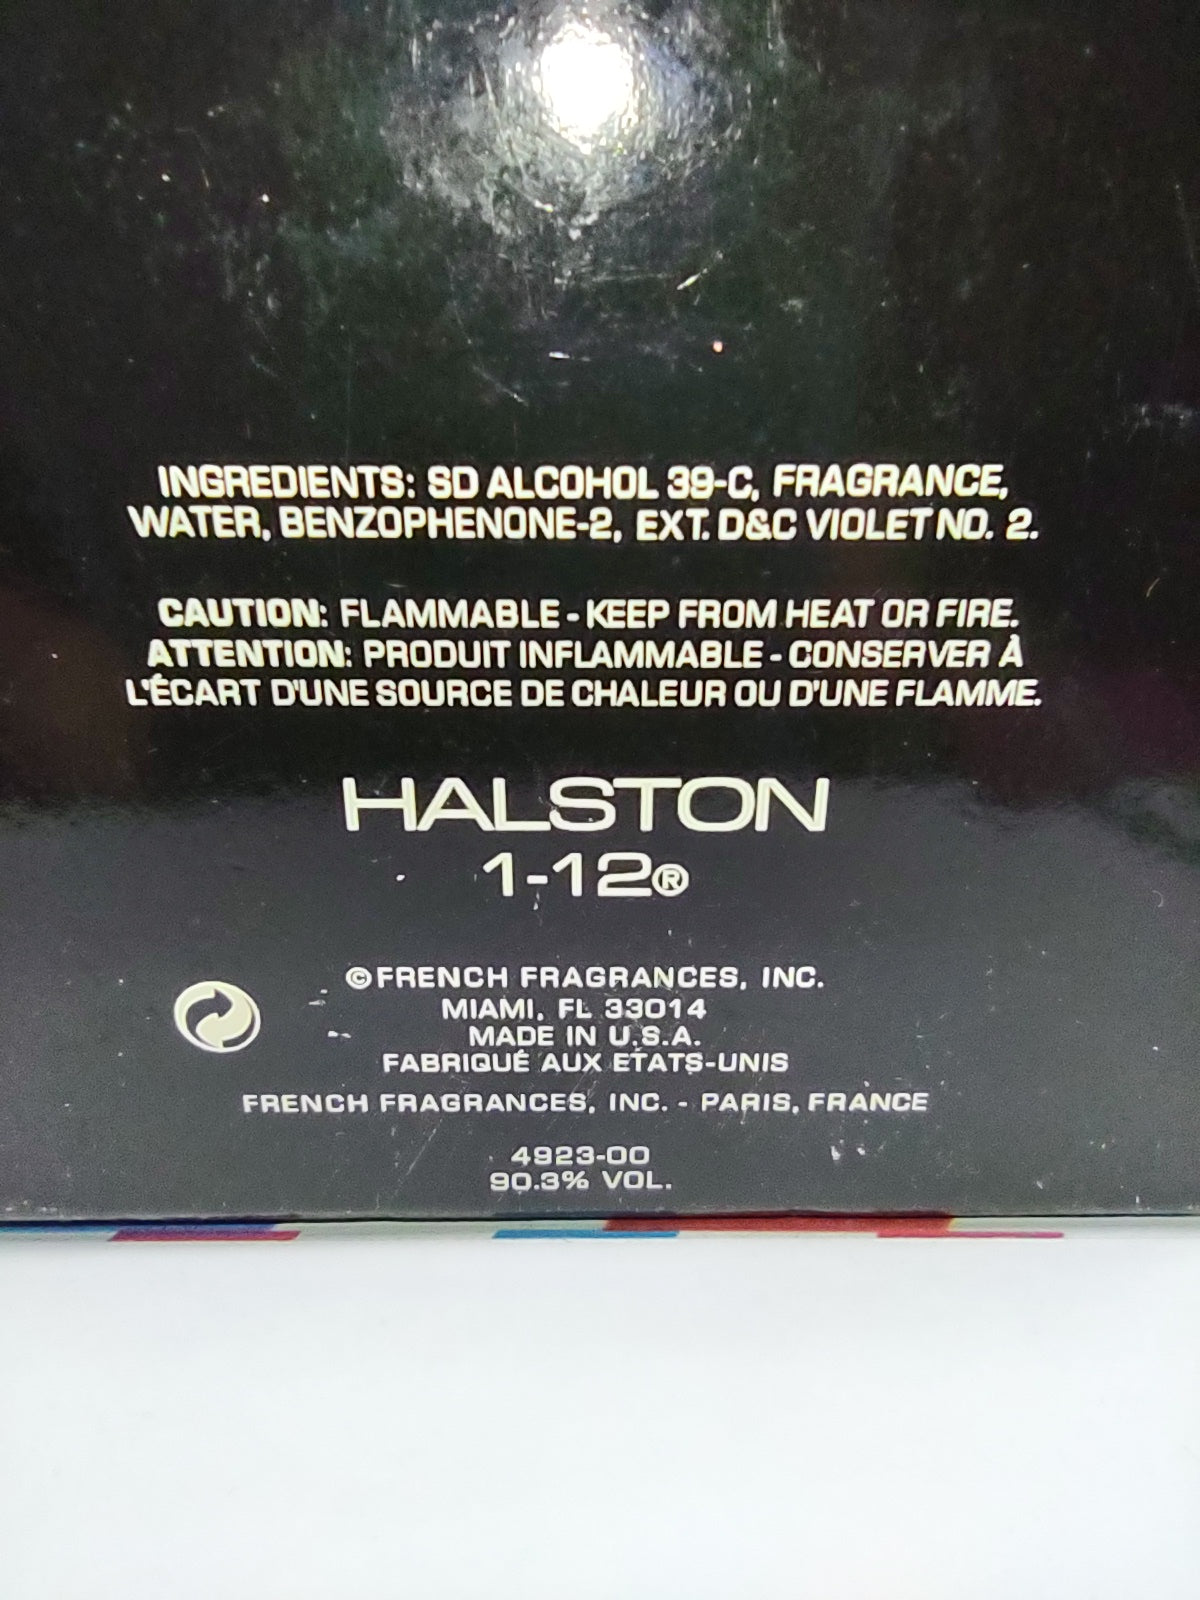 INGREDIENTS: SD ALCOHOL 39-C, FRAGRANCE,
WATER, BENZOPHENONE-2, EXT. D&C VIOLET NO. 2.
CAUTION: FLAMMABLE - KEEP FROM HEAT OR FIRE.
ATTENTION: PRODUIT INFLAMMABLE - CONSERVER À
L'ÉCART D'UNE SOURCE DE CHALEUR OU D'UNE FLAMME.
HALSTON
1-12®
©FRENCH FRAGRANCES, INC.
MIAMI, FL 33014
MADE IN U.S.A.
FABRIQUÉ AUX ETATS-UNIS
FRENCH FRAGRANCES, INC. - PARIS, FRANCE
4923-00
90.3% VOL.